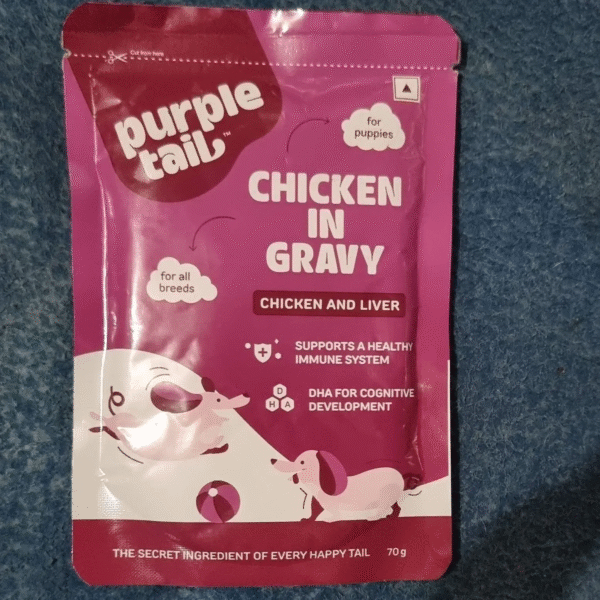 Cut from here
purple
tail™
for
puppies
CHICKEN
IN
GRAVY
for all
breeds
CHICKEN AND LIVER
SUPPORTS A HEALTHY
IMMUNE SYSTEM
D
H A
DHA FOR COGNITIVE
DEVELOPMENT
THE SECRET INGREDIENT OF EVERY HAPPY TAIL 70g